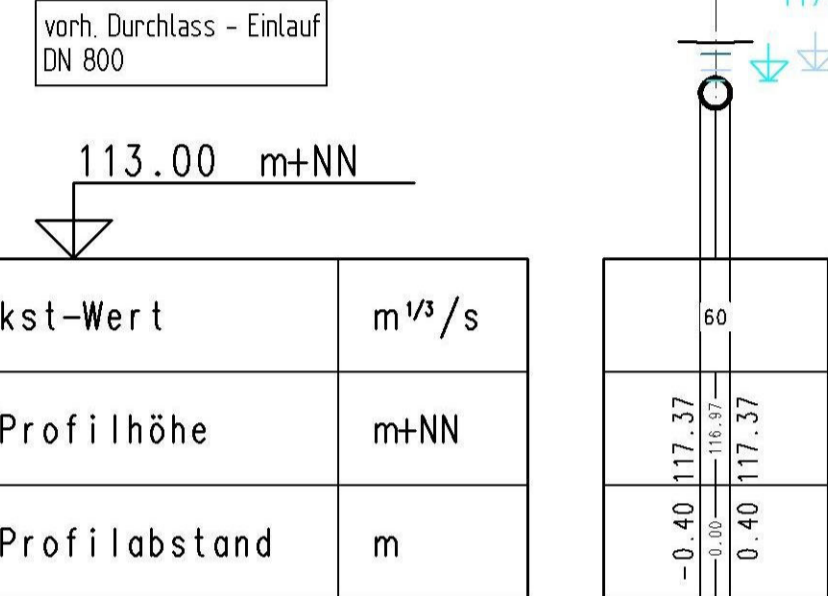 vorh. Durchlass - Einlauf
DN 800
113.00 m+NN
kst-Wert m¹/³/s 60
Profilhöhe m+NN 117.37 116.97 117.37
Profilabstand m -0.40 0.00 0.40